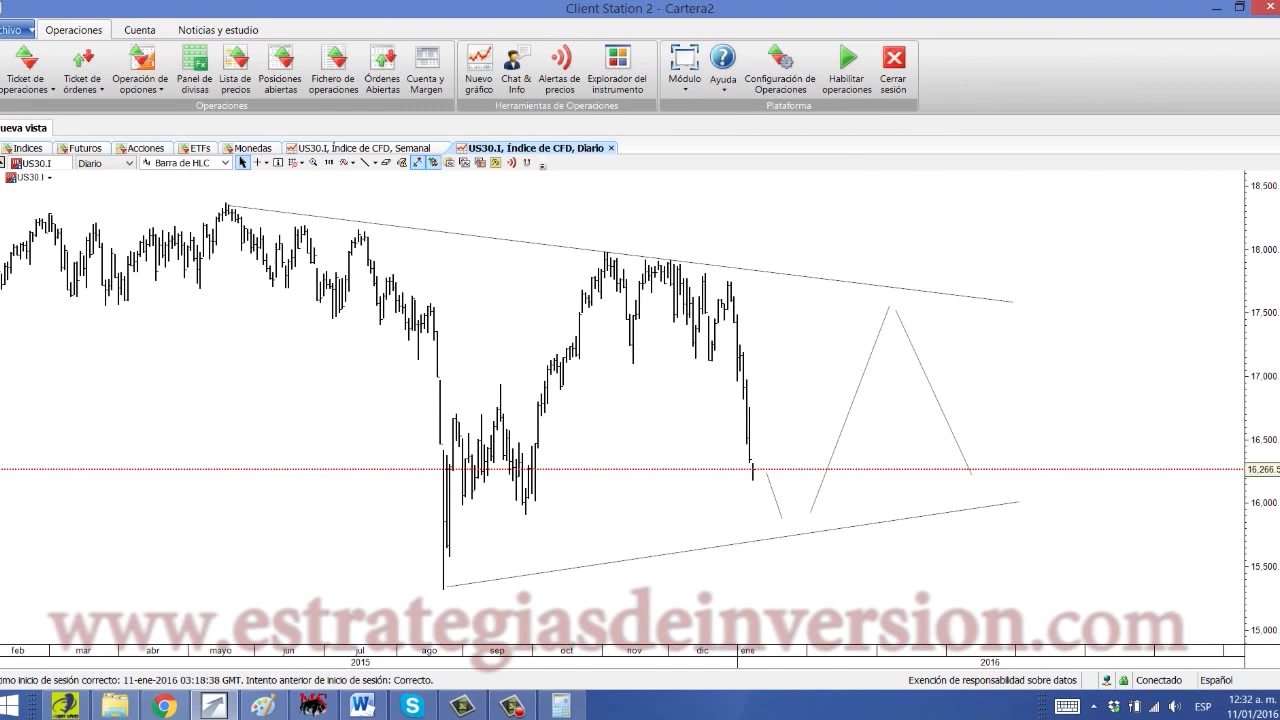 Client Station 2 - Cartera2
chivo Operaciones Cuenta Noticias y estudio
Ticket de operaciones Ticket de órdenes Operación de opciones Panel de divisas Lista de precios Posiciones abiertas Fichero de operaciones Órdenes Abiertas Cuenta y Margen Nuevo gráfico Chat & Info Alertas de precios Explorador del instrumento Módulo Ayuda Configuración de Operaciones Habilitar operaciones Cerrar sesión
Operaciones Herramientas de Operaciones Plataforma
ueva vista
Indices Futuros Acciones ETFs Monedas US30.I, Índice de CFD, Semanal US30.I, Índice de CFD, Diario
US30.I Diario Barra de HLC
US30.I
18,500.
18,000.
17,500.
17,000.
16,500.
16,266.5
16,000.
15,500.
15,000.
www.estrategiasdeinversion.com
feb mar abr mayo jun jul ago sep oct nov dic ene
2015 2016
timo inicio de sesión correcto: 11-ene-2016 03:18:38 GMT. Intento anterior de inicio de sesión: Correcto. Exención de responsabilidad sobre datos Conectado Español
ESP 12:32 a. m.
11/01/2016